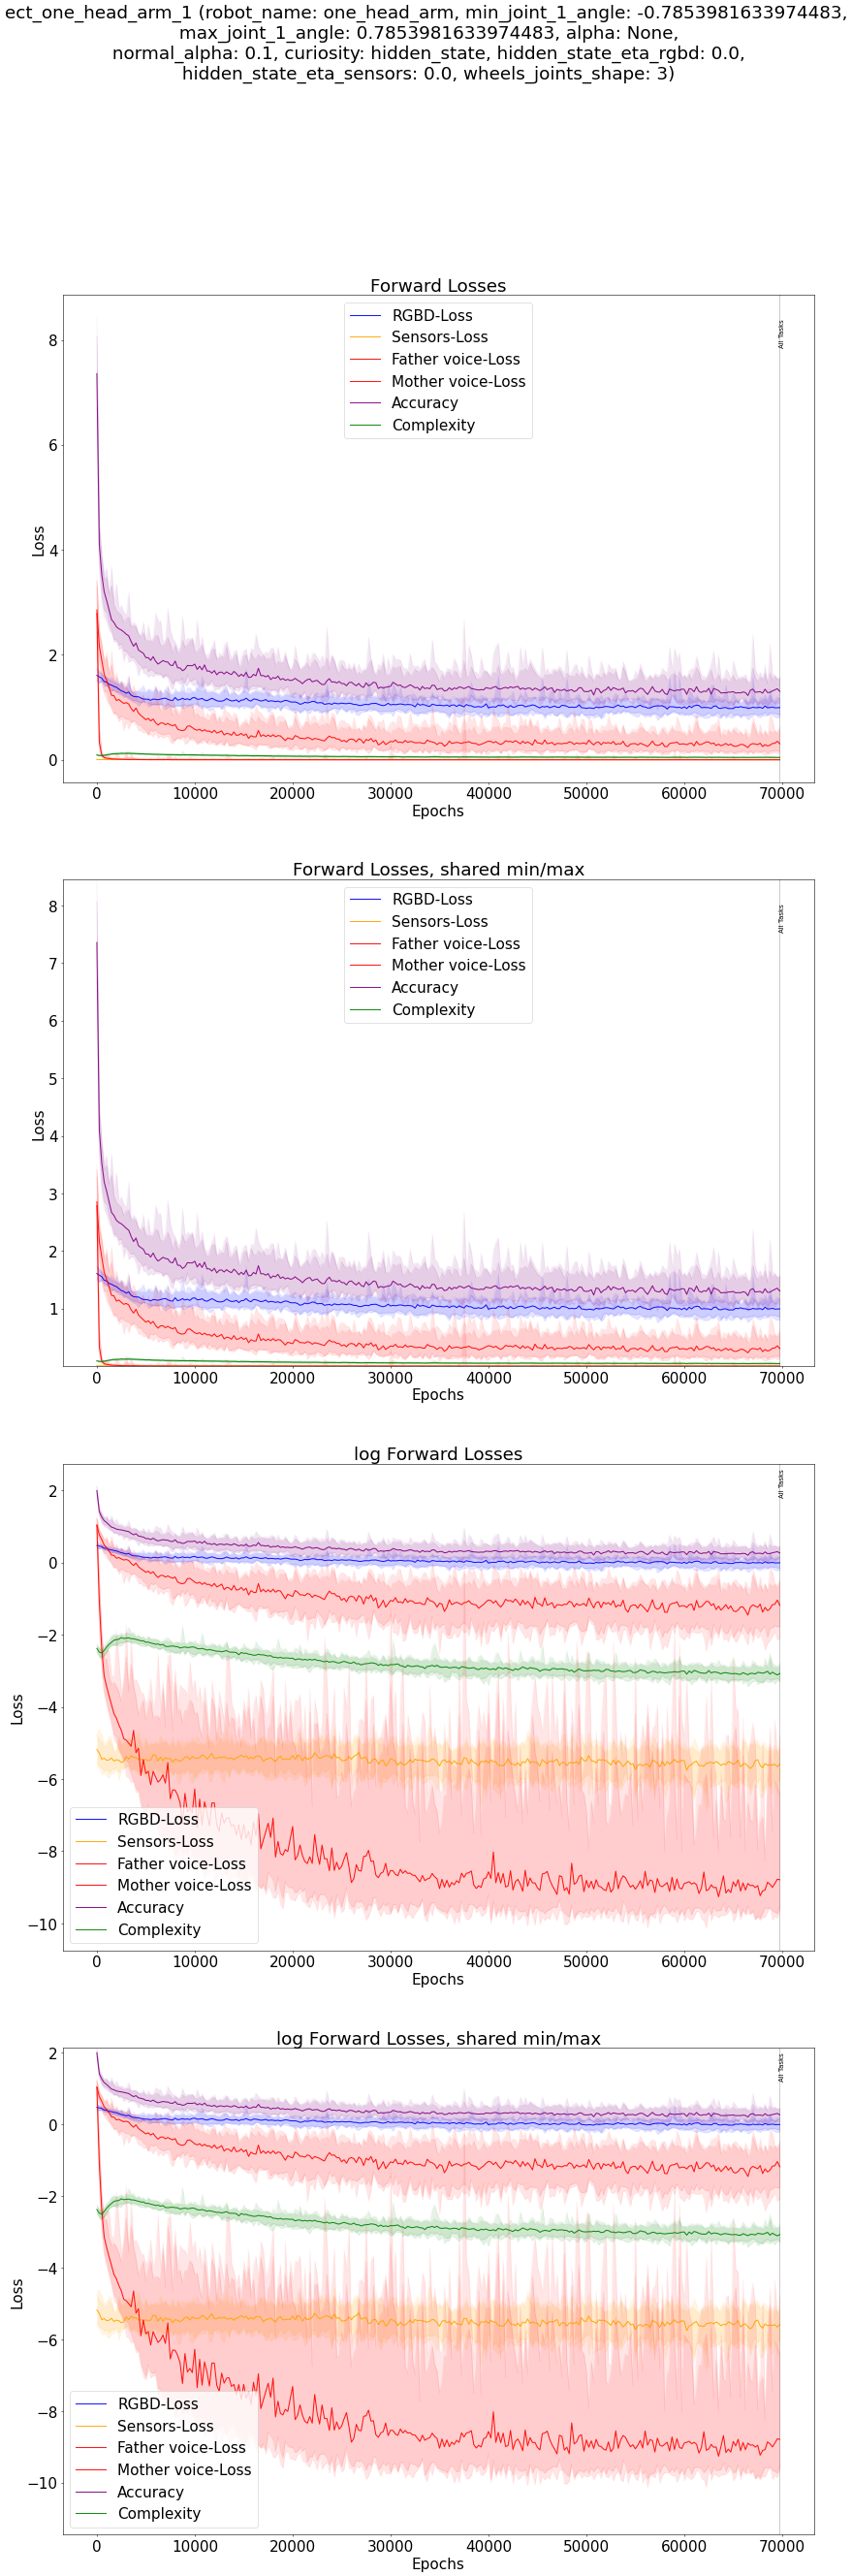 ect_one_head_arm_1 (robot_name: one_head_arm, min_joint_1_angle: -0.7853981633974483,
max_joint_1_angle: 0.7853981633974483, alpha: None,
normal_alpha: 0.1, curiosity: hidden_state, hidden_state_eta_rgbd: 0.0,
hidden_state_eta_sensors: 0.0, wheels_joints_shape: 3)
Forward Losses
RGBD-Loss
Sensors-Loss
Father voice-Loss
Mother voice-Loss
Accuracy
Complexity
All Tasks
8
6
4
2
0
Loss
0 10000 20000 30000 40000 50000 60000 70000
Epochs
Forward Losses, shared min/max
RGBD-Loss
Sensors-Loss
Father voice-Loss
Mother voice-Loss
Accuracy
Complexity
All Tasks
8
7
6
5
4
3
2
1
Loss
0 10000 20000 30000 40000 50000 60000 70000
Epochs
log Forward Losses
All Tasks
2
0
−2
−4
−6
−8
−10
Loss
RGBD-Loss
Sensors-Loss
Father voice-Loss
Mother voice-Loss
Accuracy
Complexity
0 10000 20000 30000 40000 50000 60000 70000
Epochs
log Forward Losses, shared min/max
All Tasks
2
0
−2
−4
−6
−8
−10
Loss
RGBD-Loss
Sensors-Loss
Father voice-Loss
Mother voice-Loss
Accuracy
Complexity
0 10000 20000 30000 40000 50000 60000 70000
Epochs